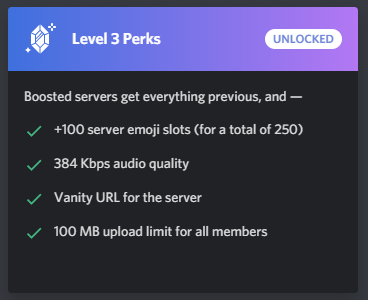 Level 3 Perks
UNLOCKED
Boosted servers get everything previous, and —
+100 server emoji slots (for a total of 250)
384 Kbps audio quality
Vanity URL for the server
100 MB upload limit for all members